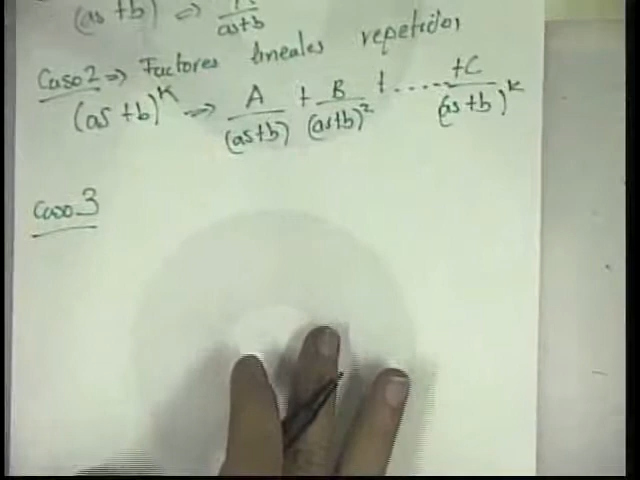 (as+b) ⇒ A/(as+b)
Caso 2 ⇒ Factores lineales repetidos
(as+b)^K ⇒ A/(as+b) + B/(as+b)^2 + ..... + C/(as+b)^K
Caso 3